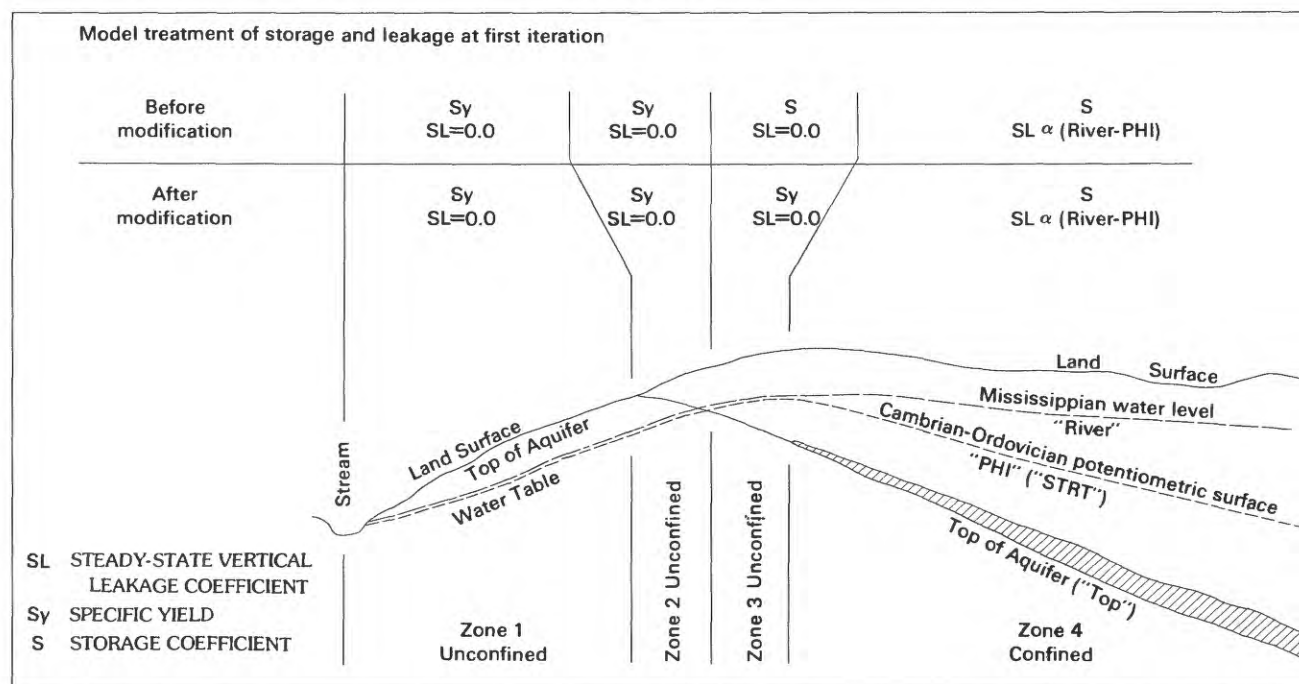 Model treatment of storage and leakage at first iteration
Before
modification
Sy
SL=0.0
Sy
SL=0.0
S
SL=0.0
S
SL α (River-PHI)
After
modification
Sy
SL=0.0
Sy
SL=0.0
Sy
SL=0.0
S
SL α (River-PHI)
Stream
Land Surface
Top of Aquifer
Water Table
Land Surface
Mississippian water level
"River"
Cambrian-Ordovician potentiometric surface
"PHI" ("STRT")
Top of Aquifer ("Top")
SL STEADY-STATE VERTICAL
LEAKAGE COEFFICIENT
Sy SPECIFIC YIELD
S STORAGE COEFFICIENT
Zone 1
Unconfined
Zone 2 Unconfined
Zone 3 Unconfined
Zone 4
Confined